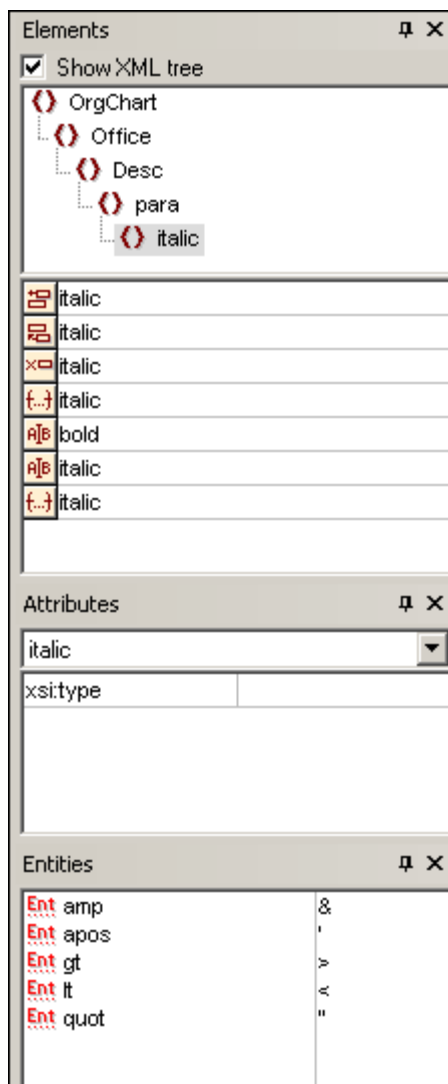 Elements
Show XML tree
OrgChart
Office
Desc
para
italic
italic
italic
italic
{...} italic
A|B bold
A|B italic
{...} italic
Attributes
italic
xsi:type
Entities
Ent amp &
Ent apos '
Ent gt >
Ent lt <
Ent quot "